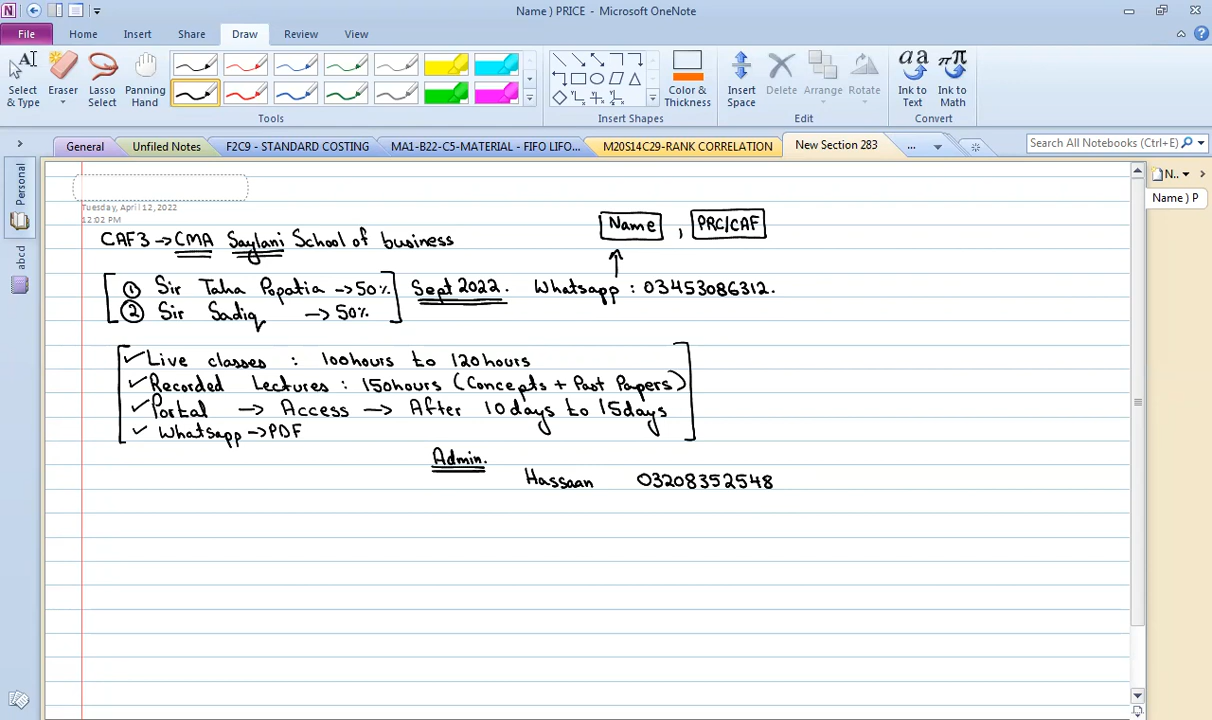 Name ) PRICE - Microsoft OneNote
File Home Insert Share Draw Review View
Select & Type
Eraser
Lasso Select
Panning Hand
Color & Thickness
Insert Space
Delete
Arrange
Rotate
Ink to Text
Ink to Math
Tools
Insert Shapes
Edit
Convert
General
Unfiled Notes
F2C9 - STANDARD COSTING
MA1-B22-C5-MATERIAL - FIFO LIFO...
M20S14C29-RANK CORRELATION
New Section 283
...
Search All Notebooks (Ctrl+E)
Personal
abcd
N..
Name ) P
Tuesday, April 12, 2022
12:02 PM
Name , PRC/CAF
CAF3 → CMA Saylani School of business
① Sir Taha Popatia → 50% Sept 2022. Whatsapp : 03453086312.
② Sir Sadiq → 50%
✓ Live classes : 100hours to 120hours
✓ Recorded Lectures : 150hours (Concepts + Past Papers)
✓ Portal → Access → After 10days to 15days
✓ Whatsapp → PDF
Admin.
Hassaan 03208352548